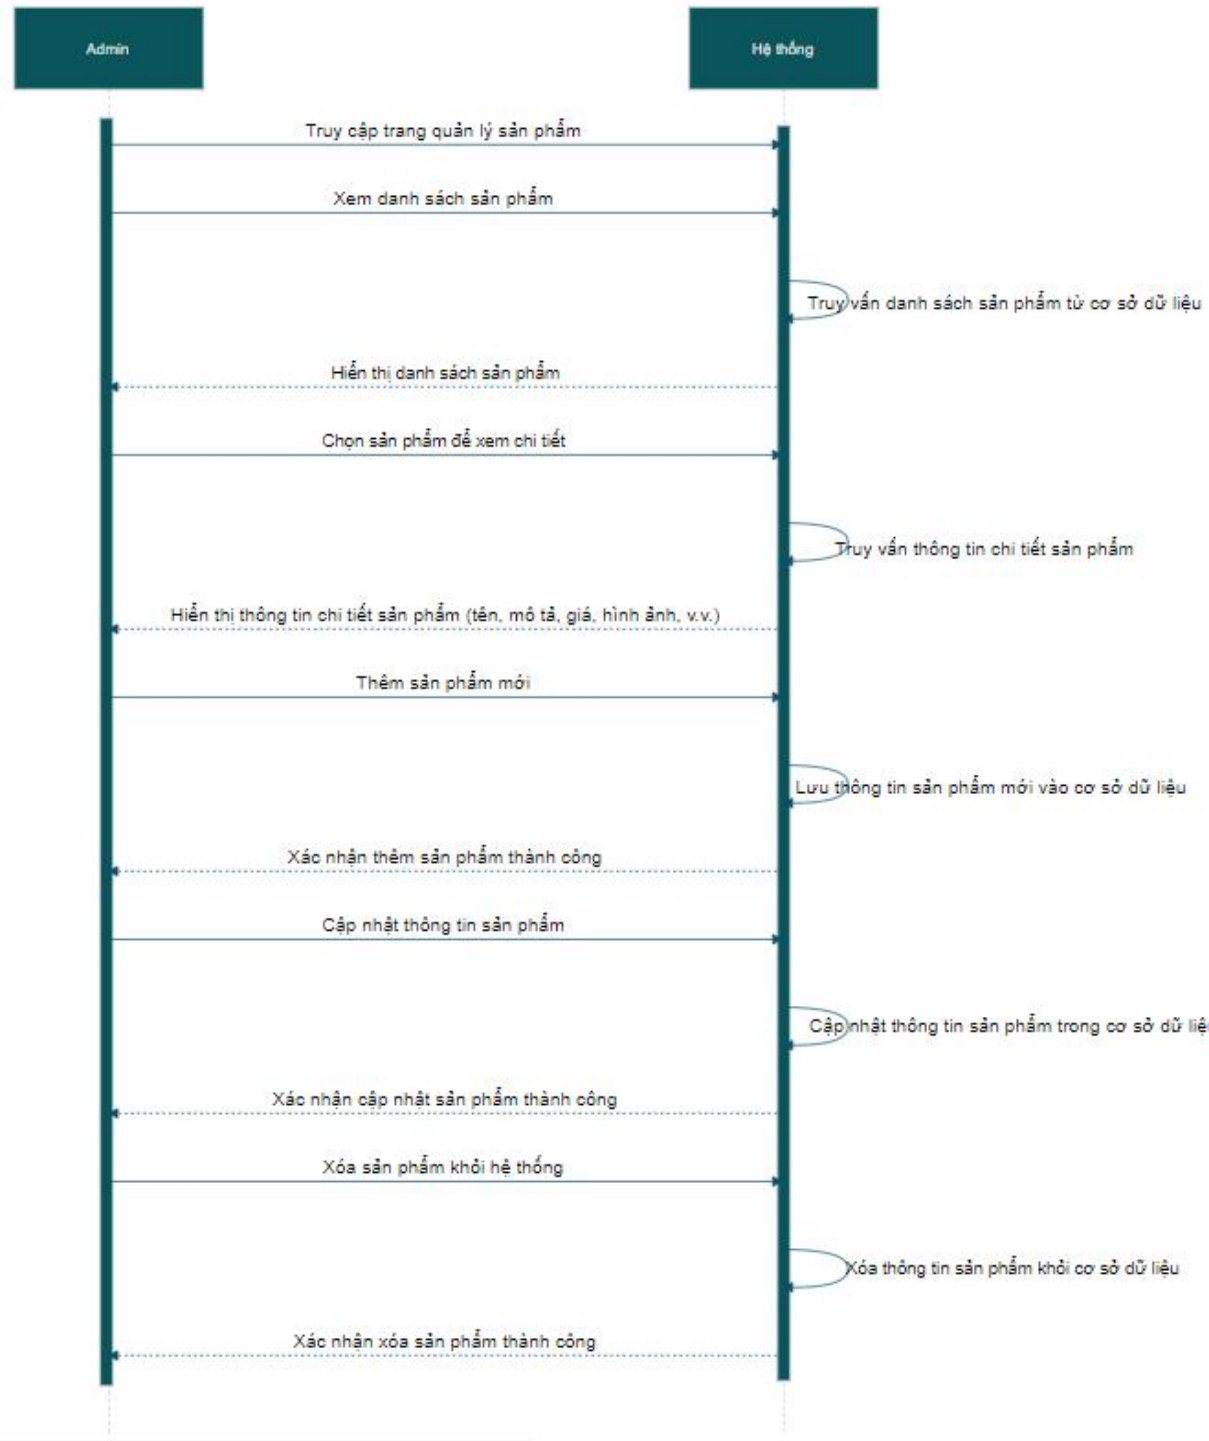 Admin
Hệ thống
Truy cập trang quản lý sản phẩm
Xem danh sách sản phẩm
Truy vấn danh sách sản phẩm từ cơ sở dữ liệu
Hiển thị danh sách sản phẩm
Chọn sản phẩm để xem chi tiết
Truy vấn thông tin chi tiết sản phẩm
Hiển thị thông tin chi tiết sản phẩm (tên, mô tả, giá, hình ảnh, v.v.)
Thêm sản phẩm mới
Lưu thông tin sản phẩm mới vào cơ sở dữ liệu
Xác nhận thêm sản phẩm thành công
Cập nhật thông tin sản phẩm
Cập nhật thông tin sản phẩm trong cơ sở dữ liệ
Xác nhận cập nhật sản phẩm thành công
Xóa sản phẩm khỏi hệ thống
Xóa thông tin sản phẩm khỏi cơ sở dữ liệu
Xác nhận xóa sản phẩm thành công